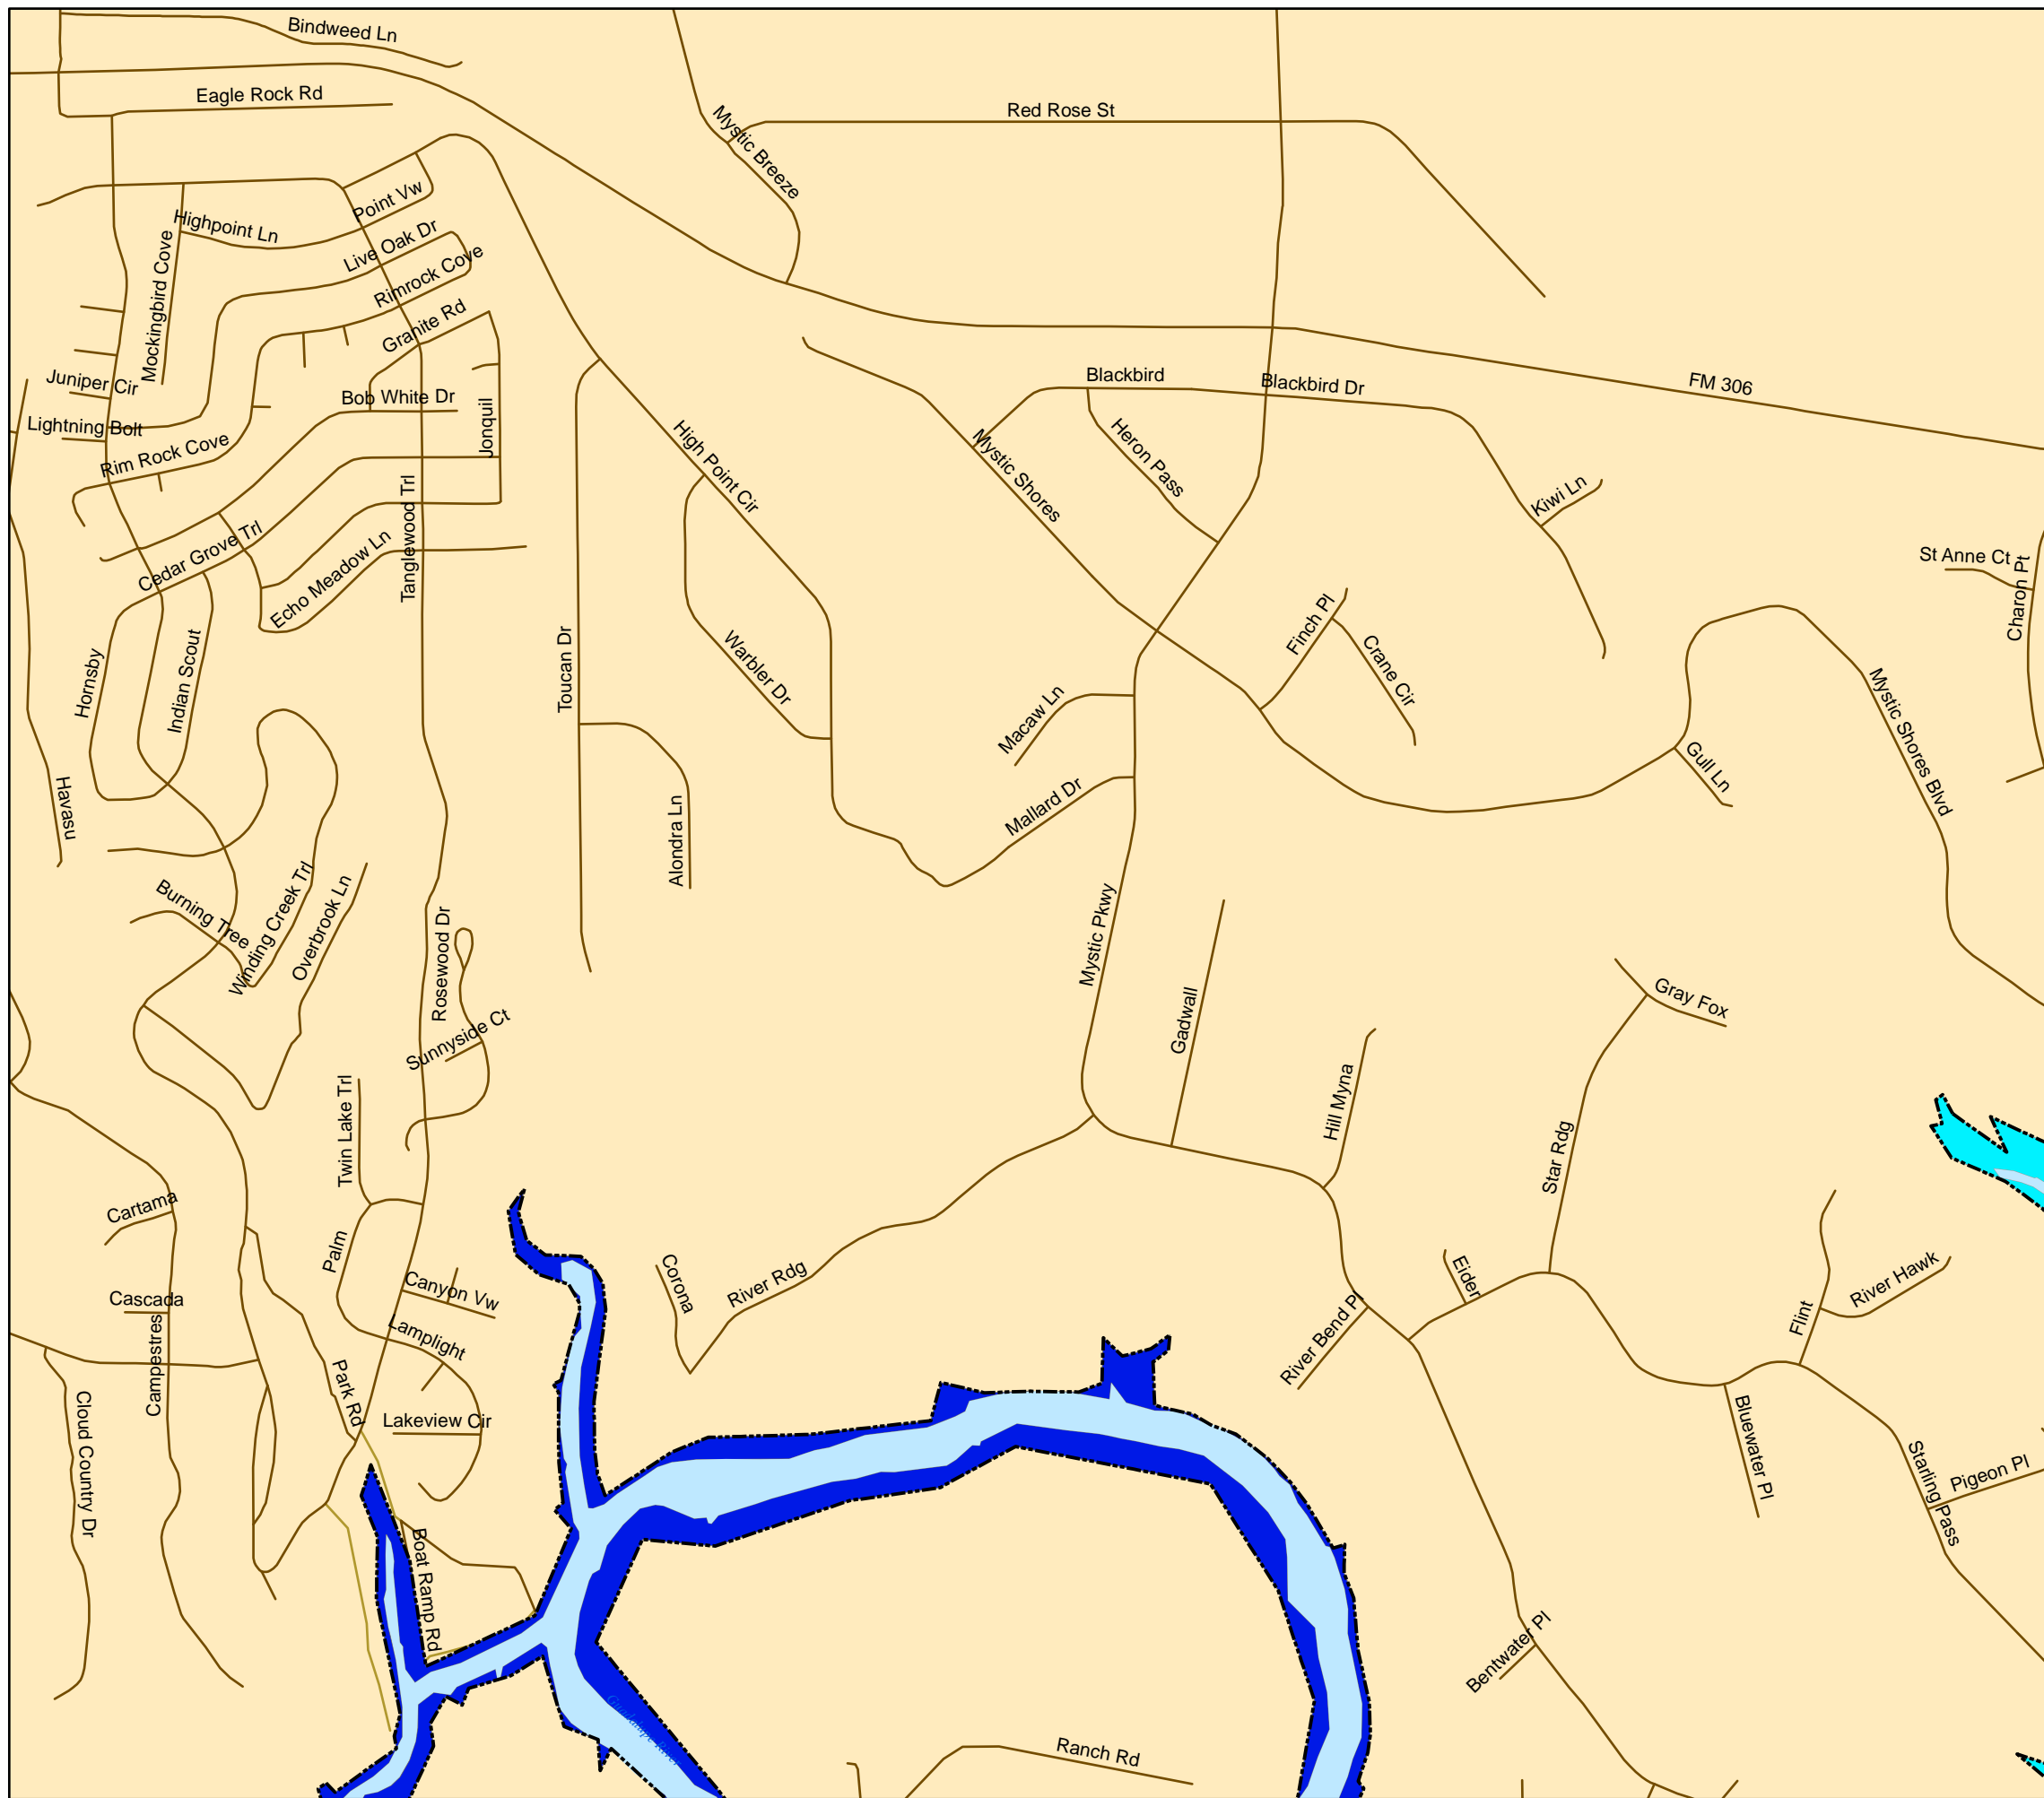 Bindweed Ln
Eagle Rock Rd
Red Rose St
Mystic Breeze
Point Vw
Highpoint Ln
Live Oak Dr
Mockingbird Cove
Rimrock Cove
Granite Rd
Juniper Cir
Bob White Dr
Blackbird
Blackbird Dr
FM 306
Lightning Bolt
Jonquil
Rim Rock Cove
High Point Cir
Mystic Shores
Heron Pass
Kiwi Ln
Tanglewood Trl
Cedar Grove Trl
Echo Meadow Ln
St Anne Ct
Charon Pt
Hornsby
Indian Scout
Toucan Dr
Warbler Dr
Finch Pl
Crane Cir
Macaw Ln
Mystic Shores Blvd
Gull Ln
Havasu
Alondra Ln
Mallard Dr
Burning Tree
Winding Creek Trl
Overbrook Ln
Rosewood Dr
Mystic Pkwy
Gadwall
Gray Fox
Sunnyside Ct
Twin Lake Trl
Hill Myna
Star Rdg
Cartama
Palm
Canyon Vw
Corona
River Rdg
Eider
River Hawk
Cascada
Campestres
Lamplight
River Bend Pl
Flint
Park Rd
Cloud Country Dr
Lakeview Cir
Bluewater Pl
Starling Pass
Pigeon Pl
Boat Ramp Rd
Bentwater Pl
Guadalupe River
Ranch Rd